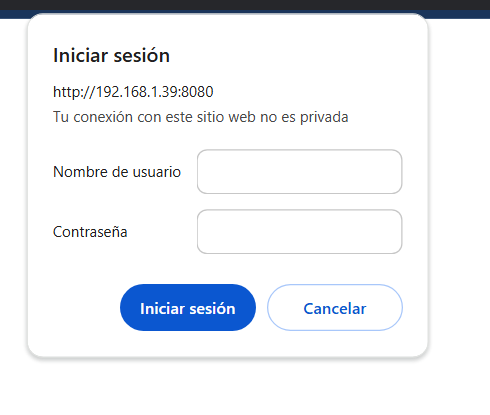 Iniciar sesión
http://192.168.1.39:8080
Tu conexión con este sitio web no es privada
Nombre de usuario
Contraseña
Iniciar sesión Cancelar